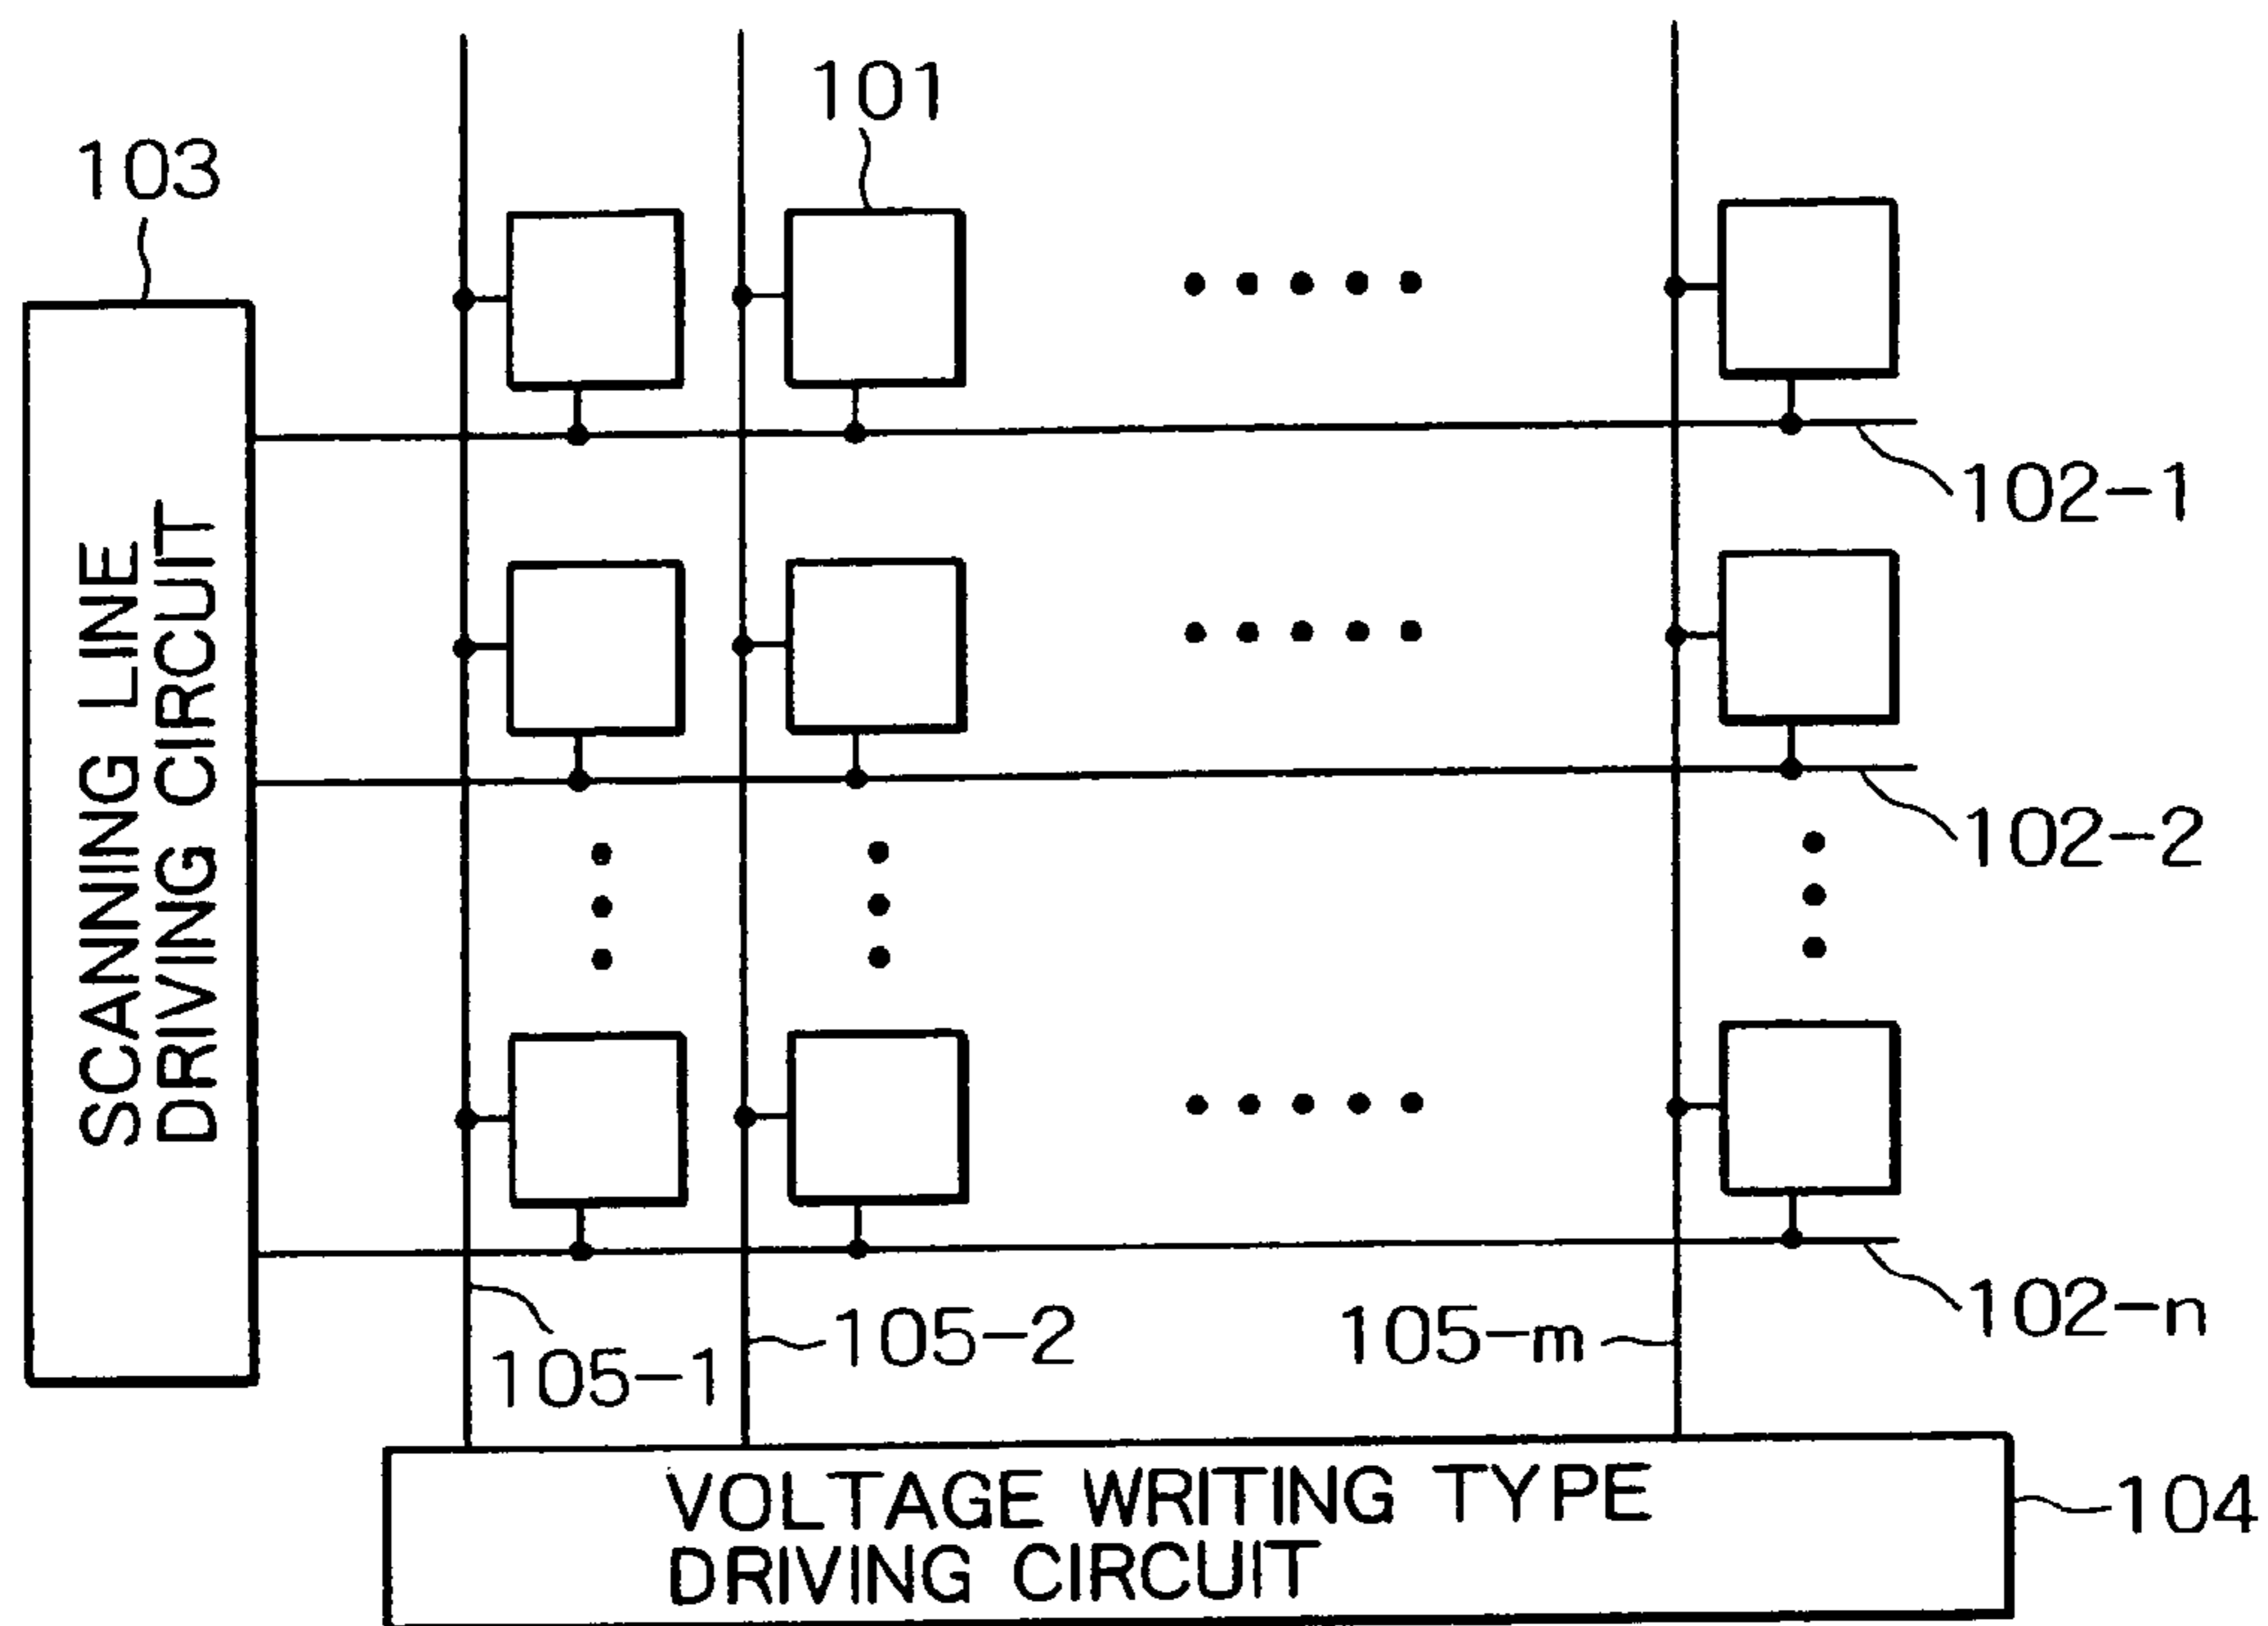 101
103
102-1
SCANNING LINE
DRIVING CIRCUIT
102-2
102-n
105-1
105-2
105-m
VOLTAGE WRITING TYPE
DRIVING CIRCUIT
104